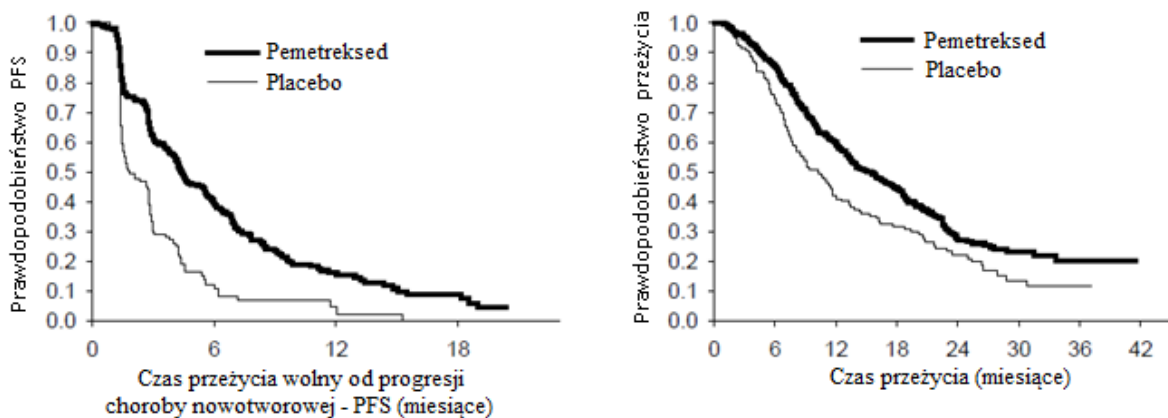 Prawdopodobieństwo PFS
1.0
0.9
0.8
0.7
0.6
0.5
0.4
0.3
0.2
0.1
0.0
Pemetreksed
Placebo
0 6 12 18
Czas przeżycia wolny od progresji
choroby nowotworowej - PFS (miesiące)
Prawdopodobieństwo przeżycia
1.0
0.9
0.8
0.7
0.6
0.5
0.4
0.3
0.2
0.1
0.0
Pemetreksed
Placebo
0 6 12 18 24 30 36 42
Czas przeżycia (miesiące)